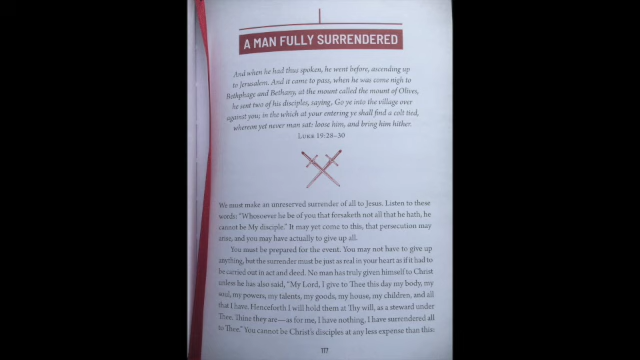 A MAN FULLY SURRENDERED
And when he had thus spoken, he went before, ascending up
to Jerusalem. And it came to pass, when he was come nigh to
Bethphage and Bethany, at the mount called the mount of Olives,
he sent two of his disciples, saying, Go ye into the village over
against you; in the which at your entering ye shall find a colt tied,
whereon yet never man sat: loose him, and bring him hither.
Luke 19:28–30
We must make an unreserved surrender of all to Jesus. Listen to these
words: “Whosoever he be of you that forsaketh not all that he hath, he
cannot be My disciple.” It may yet come to this, that persecution may
arise, and you may have actually to give up all.
You must be prepared for the event. You may not have to give up
anything, but the surrender must be just as real in your heart as if it had to
be carried out in act and deed. No man has truly given himself to Christ
unless he has also said, “My Lord, I give to Thee this day my body, my
soul, my powers, my talents, my goods, my house, my children, and all
that I have. Henceforth I will hold them at Thy will, as a steward under
Thee. Thine they are—as for me, I have nothing, I have surrendered all
to Thee.” You cannot be Christ’s disciples at any less expense than this:
117